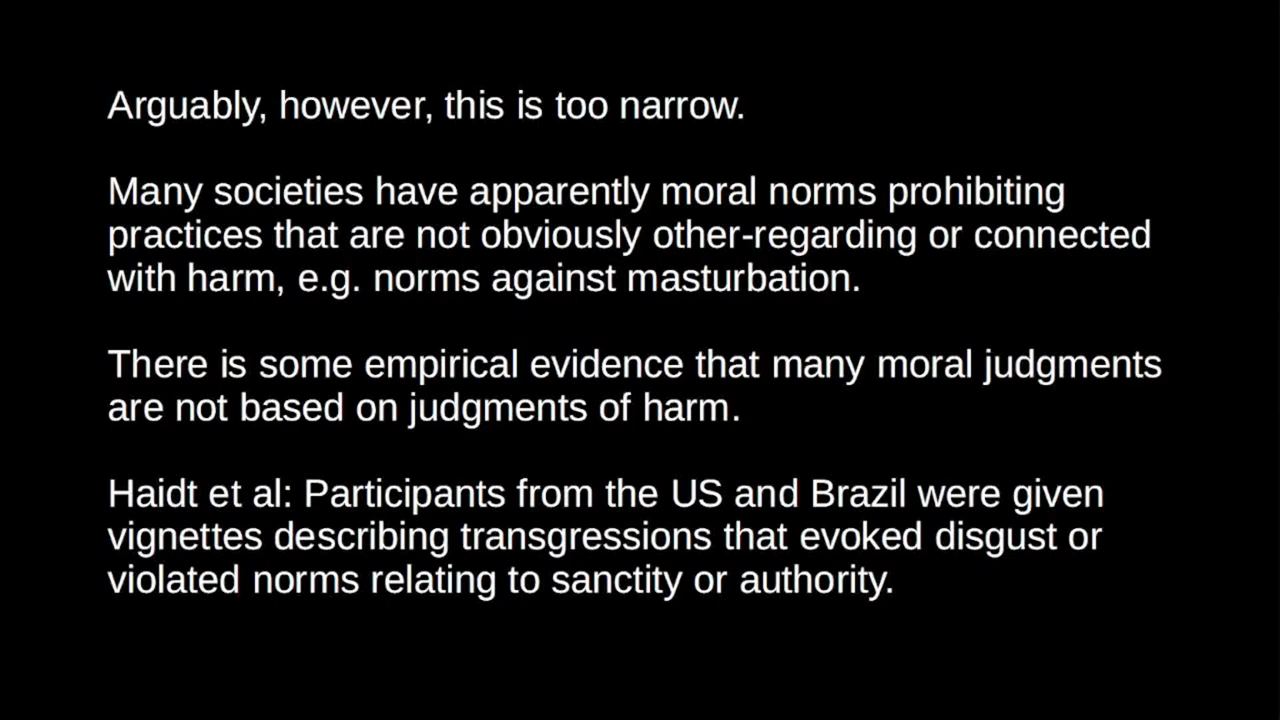 Arguably, however, this is too narrow.
Many societies have apparently moral norms prohibiting
practices that are not obviously other-regarding or connected
with harm, e.g. norms against masturbation.
There is some empirical evidence that many moral judgments
are not based on judgments of harm.
Haidt et al: Participants from the US and Brazil were given
vignettes describing transgressions that evoked disgust or
violated norms relating to sanctity or authority.